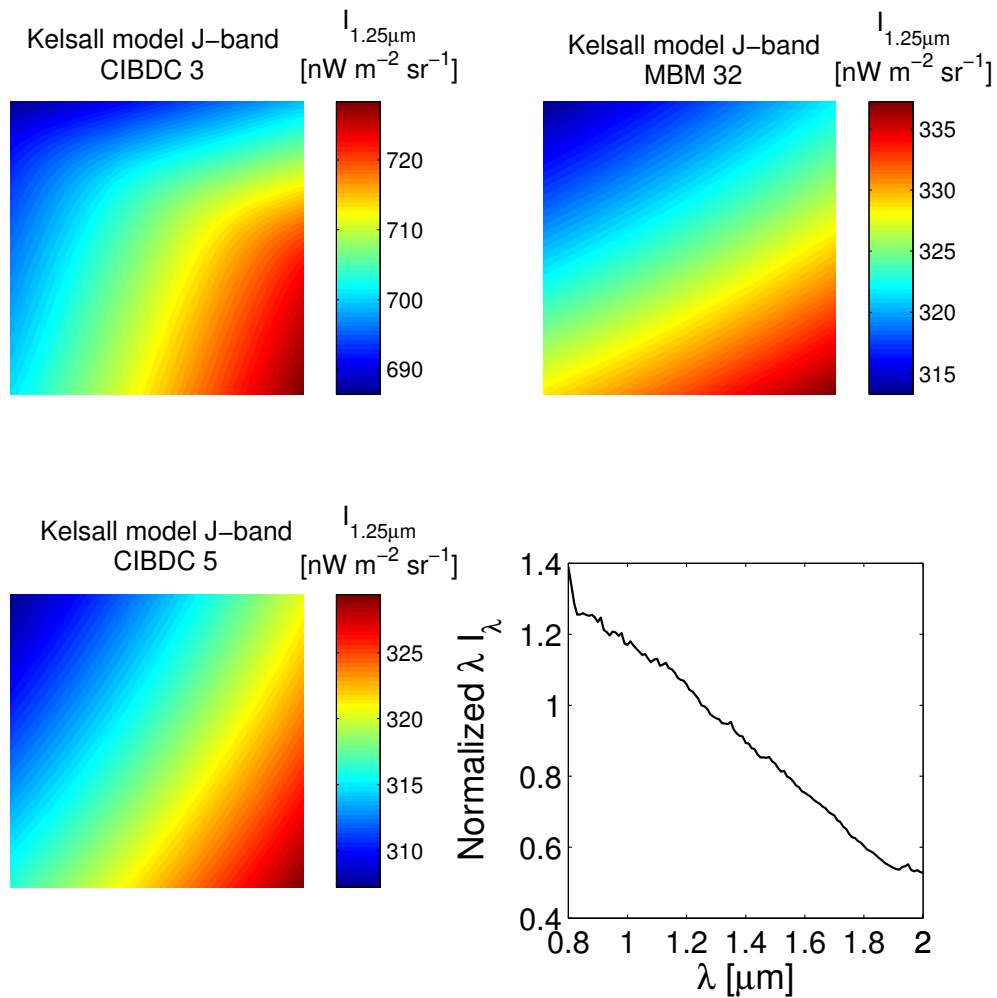 Kelsall model J−band
CIBDC 3
I1.25μm
[nW m−2 sr−1]
720
710
700
690
Kelsall model J−band
MBM 32
I1.25μm
[nW m−2 sr−1]
335
330
325
320
315
Kelsall model J−band
CIBDC 5
I1.25μm
[nW m−2 sr−1]
325
320
315
310
Normalized λ Iλ
1.4
1.2
1
0.8
0.6
0.4
0.8
1
1.2
1.4
1.6
1.8
2
λ [μm]